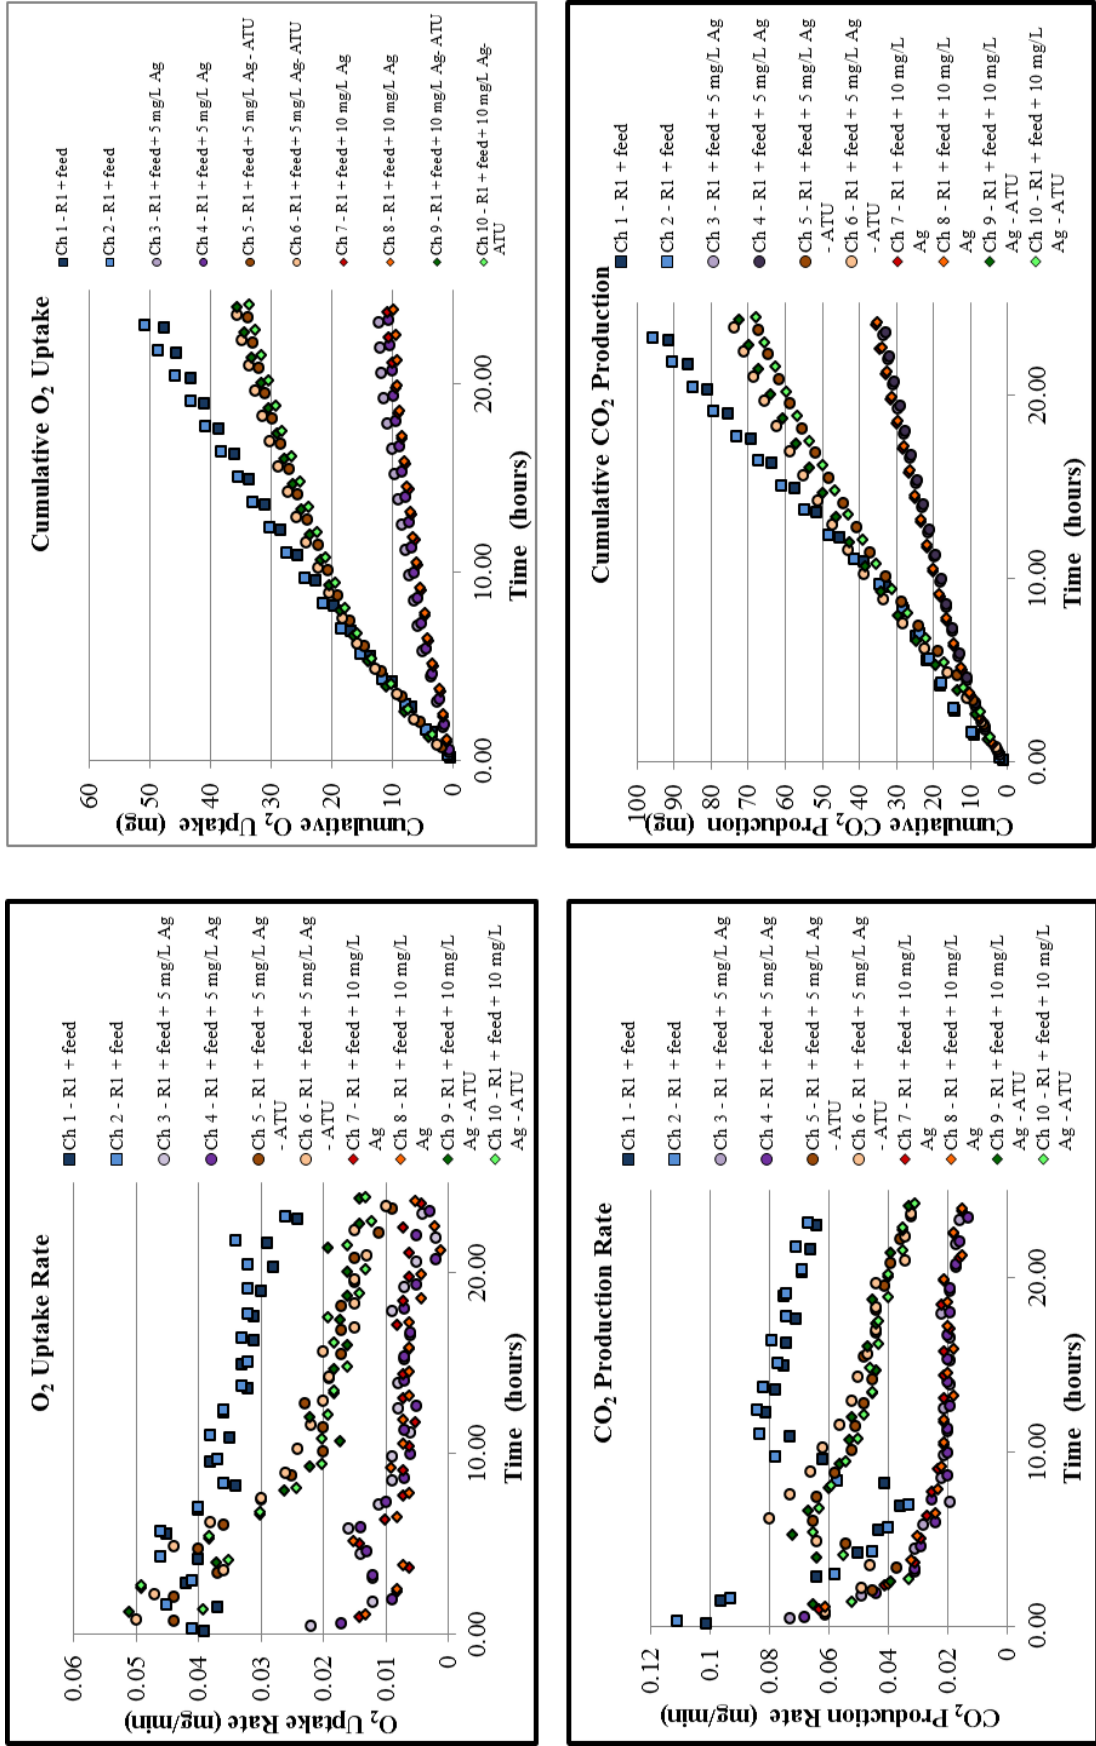 O₂ Uptake Rate
O₂ Uptake Rate (mg/min)
0.06
0.05
0.04
0.03
0.02
0.01
0
0.00
10.00
20.00
Time (hours)
Ch 1 - R1 + feed
Ch 2 - R1 + feed
Ch 3 - R1 + feed + 5 mg/L Ag
Ch 4 - R1 + feed + 5 mg/L Ag
Ch 5 - R1 + feed + 5 mg/L Ag
- ATU
Ch 6 - R1 + feed + 5 mg/L Ag
- ATU
Ch 7 - R1 + feed + 10 mg/L
Ag
Ch 8 - R1 + feed + 10 mg/L
Ag
Ch 9 - R1 + feed + 10 mg/L
Ag - ATU
Ch 10 - R1 + feed + 10 mg/L
Ag - ATU
Cumulative O₂ Uptake
Cumulative O₂ Uptake (mg)
60
50
40
30
20
10
0
0.00
10.00
20.00
Time (hours)
Ch 1 - R1 + feed
Ch 2 - R1 + feed
Ch 3 - R1 + feed + 5 mg/L Ag
Ch 4 - R1 + feed + 5 mg/L Ag
Ch 5 - R1 + feed + 5 mg/L Ag - ATU
Ch 6 - R1 + feed + 5 mg/L Ag- ATU
Ch 7 - R1 + feed + 10 mg/L Ag
Ch 8 - R1 + feed + 10 mg/L Ag
Ch 9 - R1 + feed + 10 mg/L Ag- ATU
Ch 10 - R1 + feed + 10 mg/L Ag-
ATU
CO₂ Production Rate
CO₂ Production Rate (mg/min)
0.12
0.1
0.08
0.06
0.04
0.02
0
0.00
10.00
20.00
Time (hours)
Ch 1 - R1 + feed
Ch 2 - R1 + feed
Ch 3 - R1 + feed + 5 mg/L Ag
Ch 4 - R1 + feed + 5 mg/L Ag
Ch 5 - R1 + feed + 5 mg/L Ag
- ATU
Ch 6 - R1 + feed + 5 mg/L Ag
- ATU
Ch 7 - R1 + feed + 10 mg/L
Ag
Ch 8 - R1 + feed + 10 mg/L
Ag
Ch 9 - R1 + feed + 10 mg/L
Ag - ATU
Ch 10 - R1 + feed + 10 mg/L
Ag - ATU
Cumulative CO₂ Production
Cumulative CO₂ Production (mg)
100
90
80
70
60
50
40
30
20
10
0
0.00
10.00
20.00
Time (hours)
Ch 1 - R1 + feed
Ch 2 - R1 + feed
Ch 3 - R1 + feed + 5 mg/L Ag
Ch 4 - R1 + feed + 5 mg/L Ag
Ch 5 - R1 + feed + 5 mg/L Ag
- ATU
Ch 6 - R1 + feed + 5 mg/L Ag
- ATU
Ch 7 - R1 + feed + 10 mg/L
Ag
Ch 8 - R1 + feed + 10 mg/L
Ag
Ch 9 - R1 + feed + 10 mg/L
Ag - ATU
Ch 10 - R1 + feed + 10 mg/L
Ag - ATU